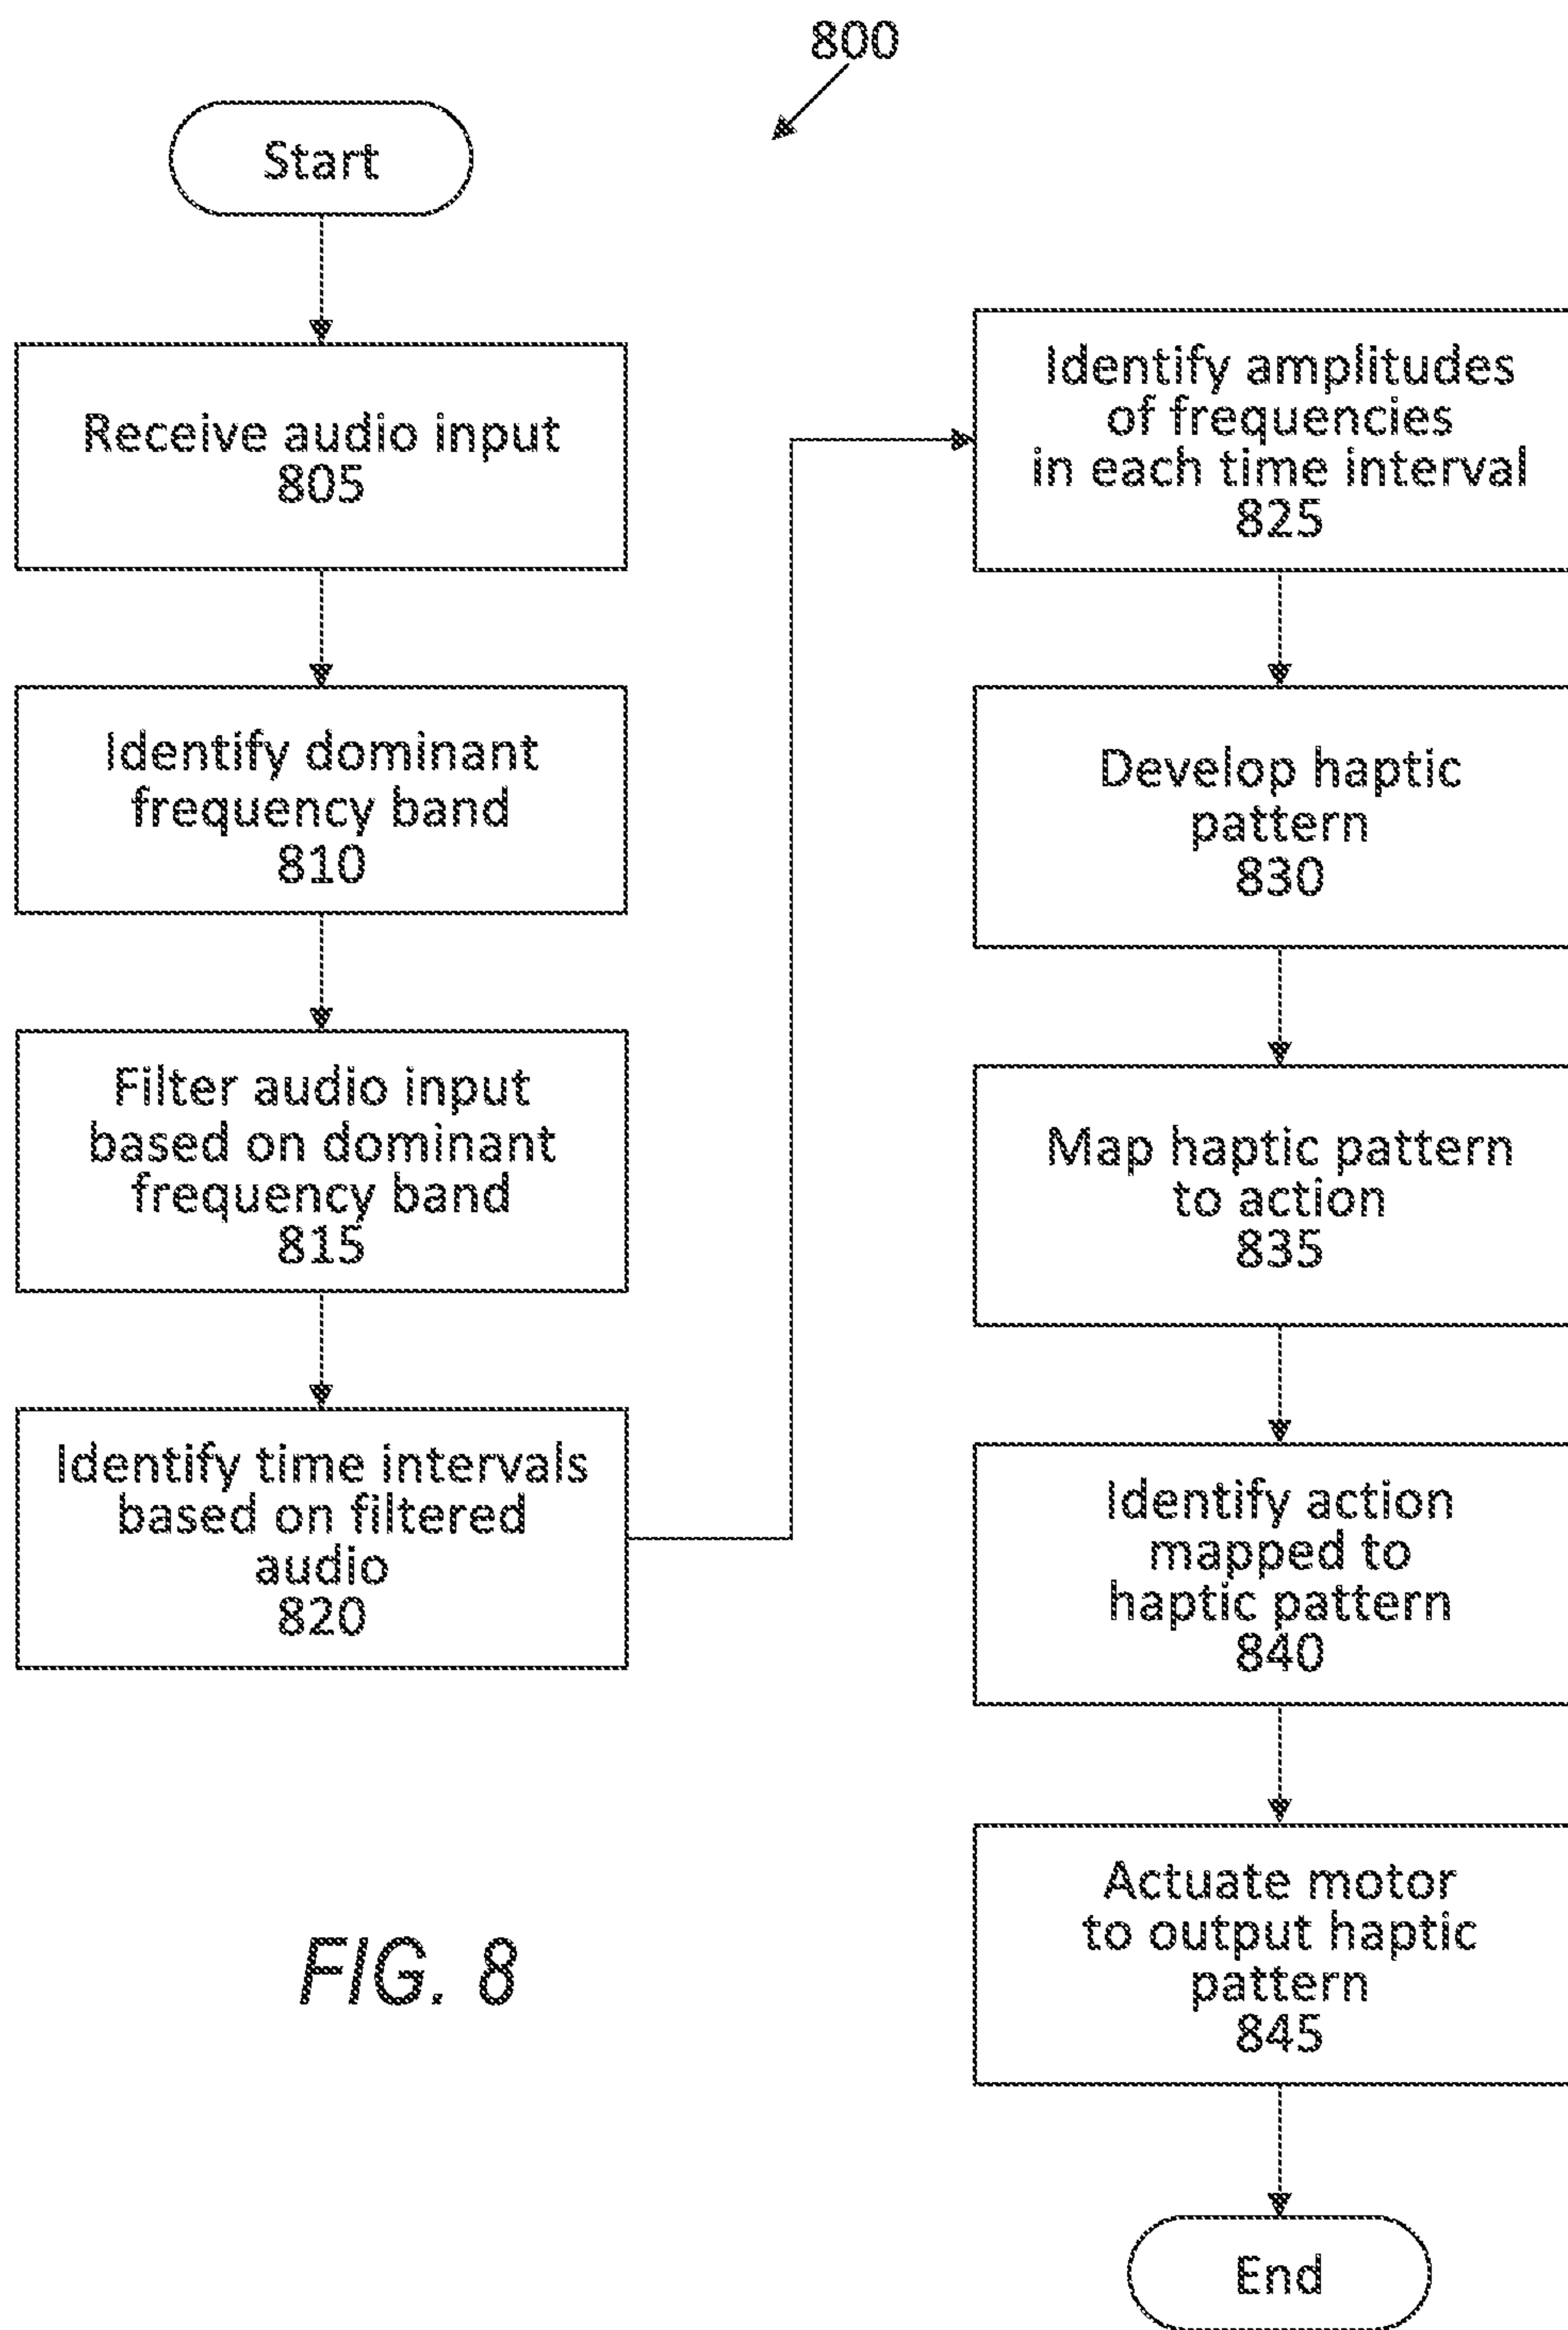 800
Start
Receive audio input
805
Identify dominant
frequency band
810
Filter audio input
based on dominant
frequency band
815
Identify time intervals
based on filtered
audio
820
Identify amplitudes
of frequencies
in each time interval
825
Develop haptic
pattern
830
Map haptic pattern
to action
835
Identify action
mapped to
haptic pattern
840
Actuate motor
to output haptic
pattern
845
End
FIG. 8